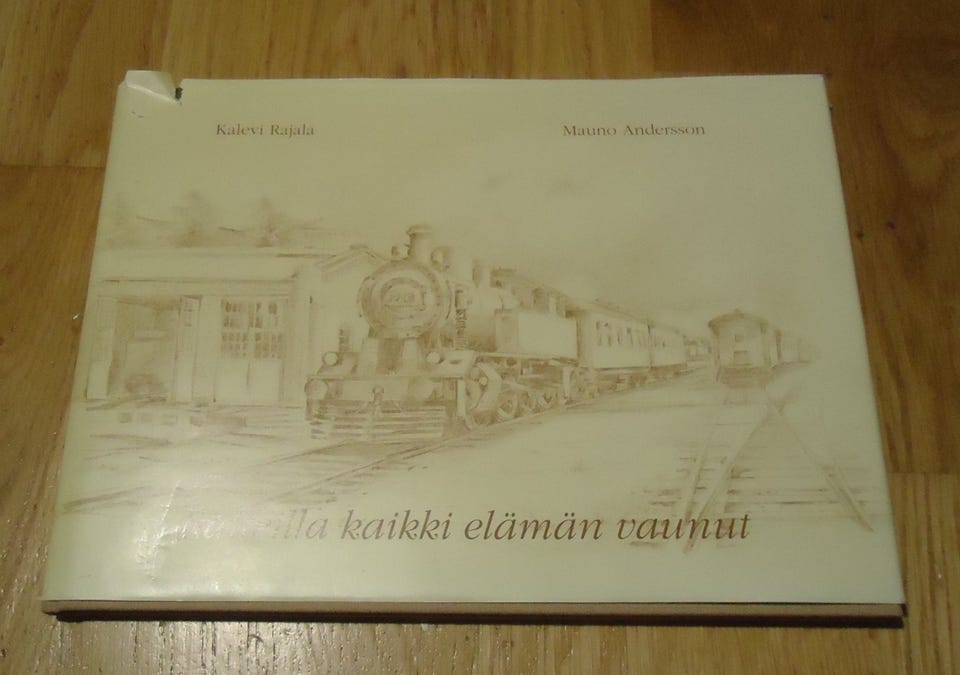 Kalevi Rajala
Mauno Andersson
kaikki elämän vaunut